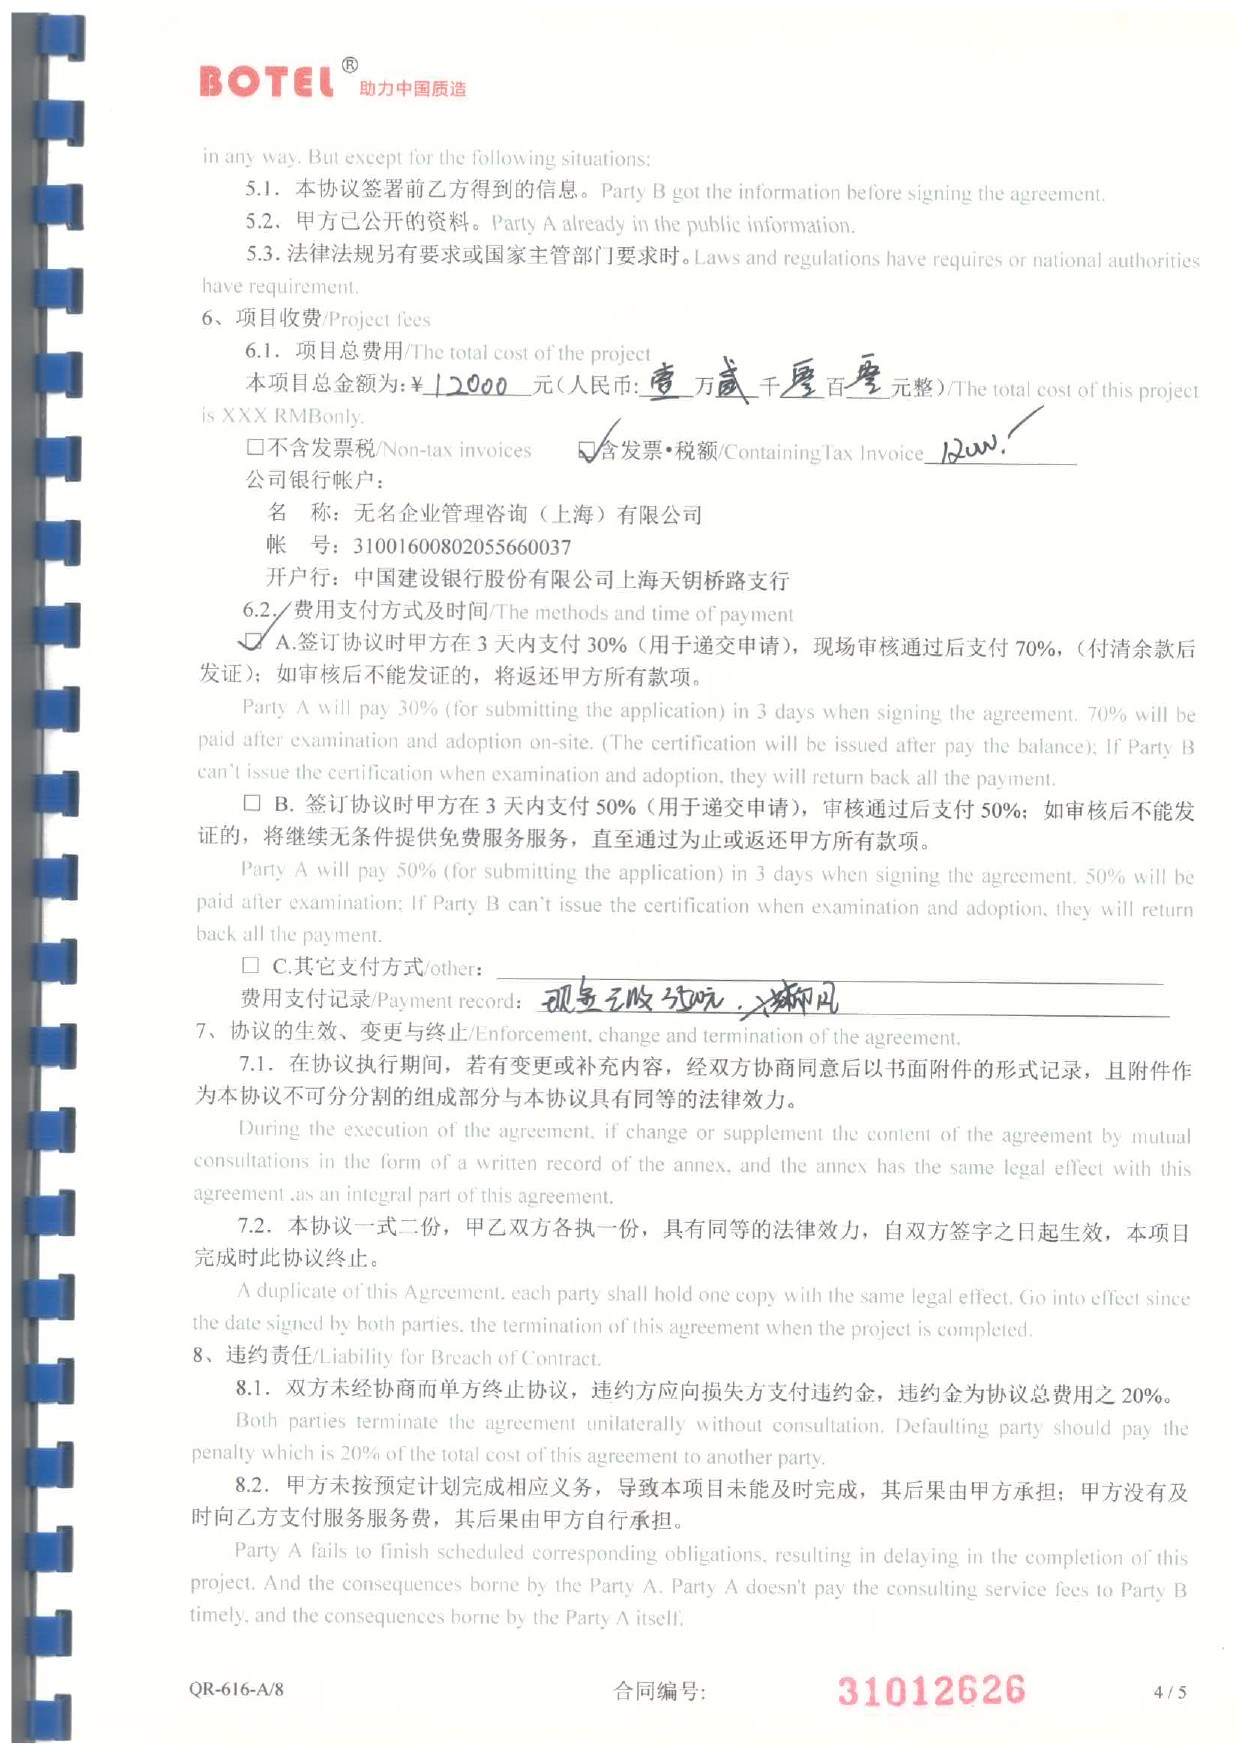 BOTEL® 助力中国质造
in any way. But except for the following situations:
5.1. 本协议签署前乙方得到的信息。Party B got the information before signing the agreement.
5.2. 甲方已公开的资料。Party A already in the public information.
5.3. 法律法规另有要求或国家主管部门要求时。Laws and regulations have requires or national authorities
have requirement.
6、项目收费/Project fees
6.1. 项目总费用/The total cost of the project
本项目总金额为:¥ 12000 元(人民币: 壹 万 贰 千 零 百 零 元整)/The total cost of this project
is XXX RMBonly.
□不含发票税/Non-tax invoices ☑含发票•税额/ContainingTax Invoice
公司银行帐户：
名 称：无名企业管理咨询（上海）有限公司
帐 号：31001600802055660037
开户行：中国建设银行股份有限公司上海天钥桥路支行
6.2. 费用支付方式及时间/The methods and time of payment
☑ A.签订协议时甲方在 3 天内支付 30%（用于递交申请），现场审核通过后支付 70%，（付清余款后
发证）；如审核后不能发证的，将返还甲方所有款项。
Party A will pay 30% (for submitting the application) in 3 days when signing the agreement. 70% will be
paid after examination and adoption on-site. (The certification will be issued after pay the balance); If Party B
can't issue the certification when examination and adoption, they will return back all the payment.
□ B. 签订协议时甲方在 3 天内支付 50%（用于递交申请），审核通过后支付 50%；如审核后不能发
证的，将继续无条件提供免费服务服务，直至通过为止或返还甲方所有款项。
Party A will pay 50% (for submitting the application) in 3 days when signing the agreement. 50% will be
paid after examination; If Party B can't issue the certification when examination and adoption, they will return
back all the payment.
□ C.其它支付方式/other:
费用支付记录/Payment record: 现金已收3500元.
7、协议的生效、变更与终止/Enforcement, change and termination of the agreement.
7.1. 在协议执行期间，若有变更或补充内容，经双方协商同意后以书面附件的形式记录，且附件作
为本协议不可分分割的组成部分与本协议具有同等的法律效力。
During the execution of the agreement, if change or supplement the content of the agreement by mutual
consultations in the form of a written record of the annex, and the annex has the same legal effect with this
agreement .as an integral part of this agreement.
7.2. 本协议一式二份，甲乙双方各执一份，具有同等的法律效力，自双方签字之日起生效，本项目
完成时此协议终止。
A duplicate of this Agreement. each party shall hold one copy with the same legal effect. Go into effect since
the date signed by both parties. the termination of this agreement when the project is completed.
8、违约责任/Liability for Breach of Contract.
8.1. 双方未经协商而单方终止协议，违约方应向损失方支付违约金，违约金为协议总费用之 20%。
Both parties terminate the agreement unilaterally without consultation. Defaulting party should pay the
penalty which is 20% of the total cost of this agreement to another party.
8.2. 甲方未按预定计划完成相应义务，导致本项目未能及时完成，其后果由甲方承担；甲方没有及
时向乙方支付服务服务费，其后果由甲方自行承担。
Party A fails to finish scheduled corresponding obligations, resulting in delaying in the completion of this
project. And the consequences borne by the Party A. Party A doesn't pay the consulting service fees to Party B
timely, and the consequences borne by the Party A itself.
QR-616-A/8 合同编号: 31012626 4 / 5